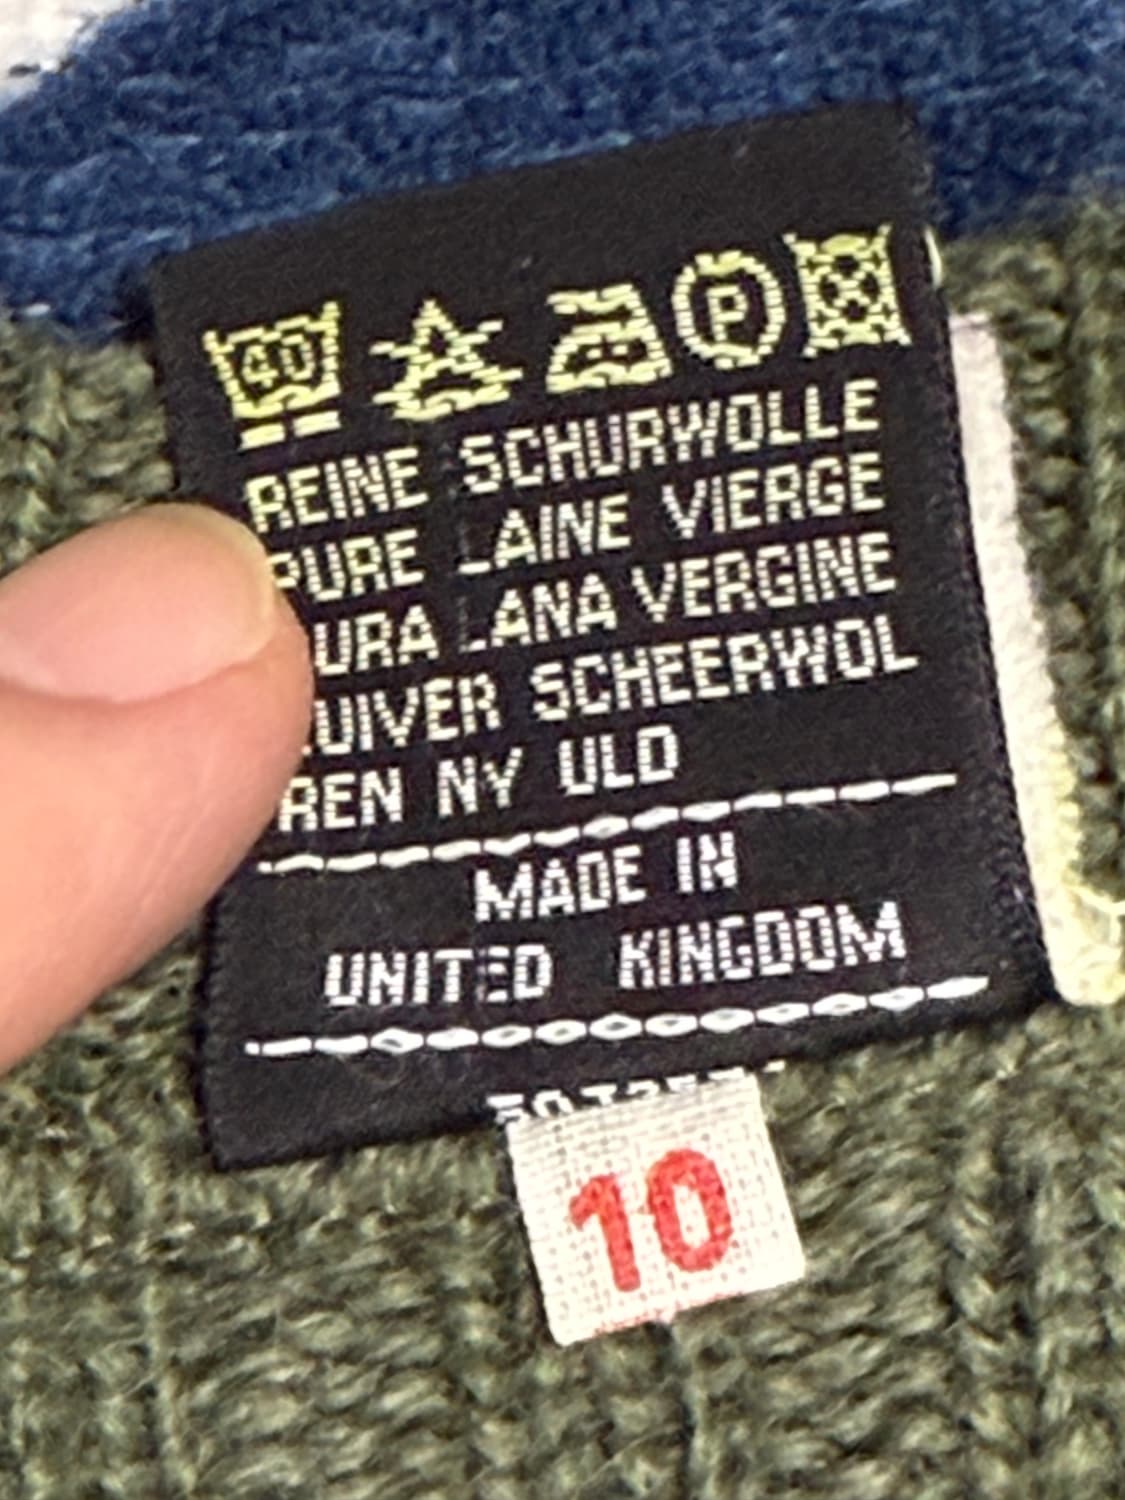 40 P
REINE SCHURWOLLE
PURE LAINE VIERGE
URA LANA VERGINE
UIVER SCHEERWOL
REN NY ULD
MADE IN
UNITED KINGDOM
10